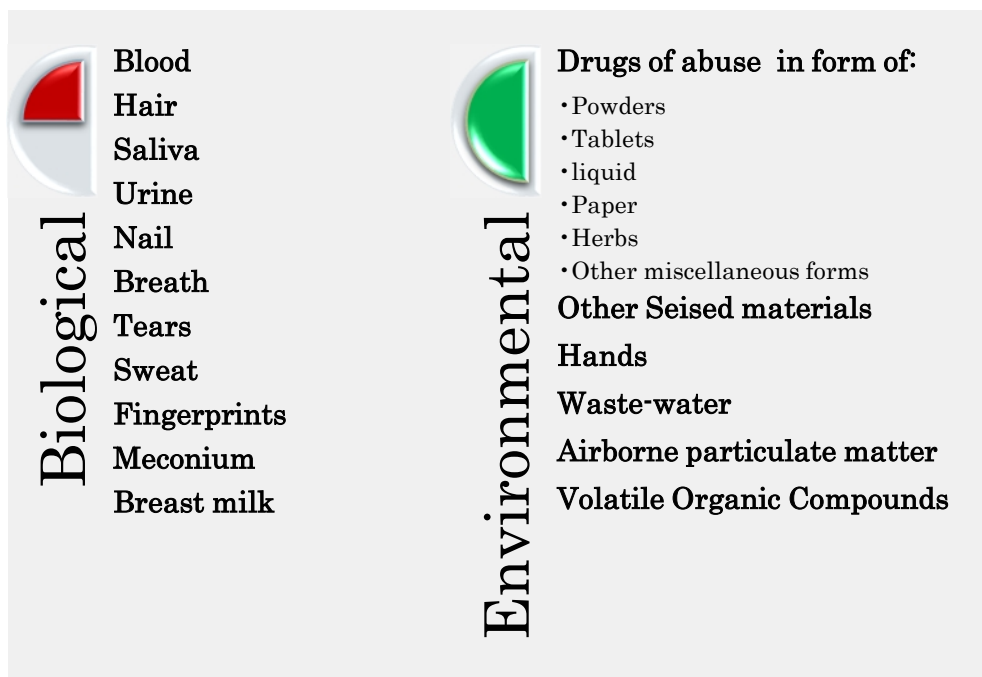 Biological
Blood
Hair
Saliva
Urine
Nail
Breath
Tears
Sweat
Fingerprints
Meconium
Breast milk
Environmental
Drugs of abuse  in form of:
•Powders
•Tablets
•liquid
•Paper
•Herbs
•Other miscellaneous forms
Other Seised materials
Hands
Waste-water
Airborne particulate matter
Volatile Organic Compounds